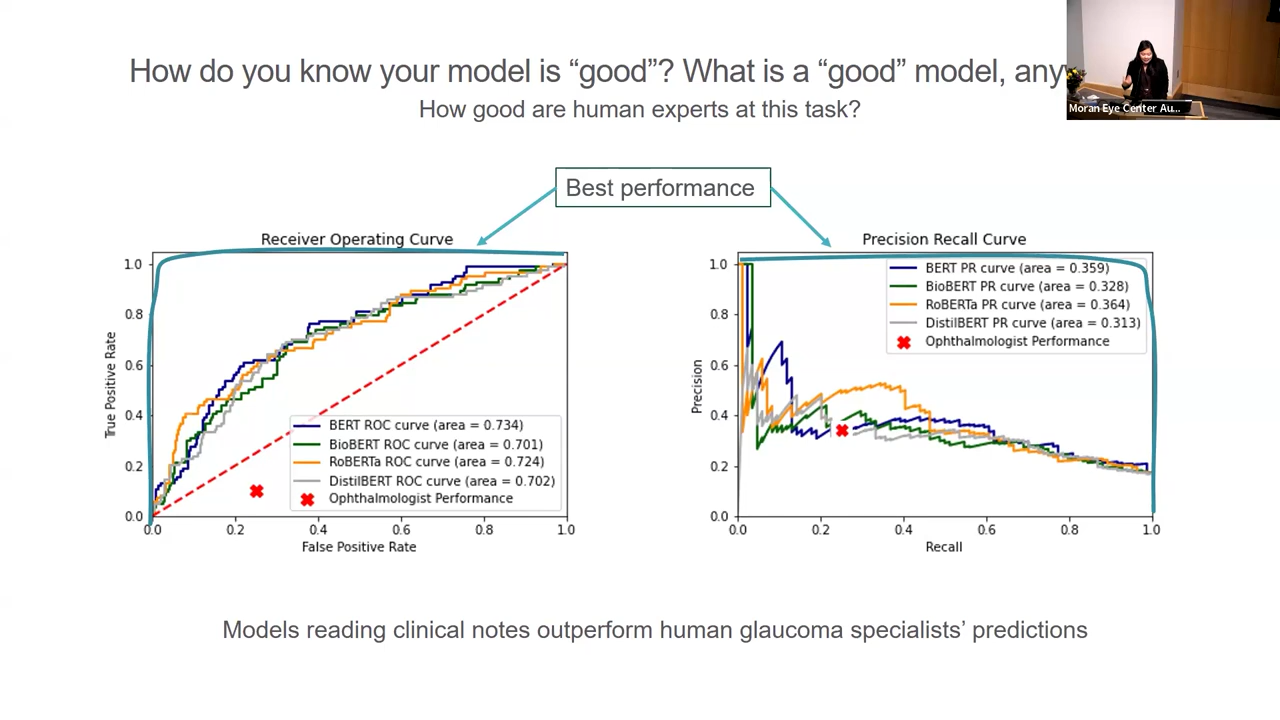 How do you know your model is “good”? What is a “good” model, any
How good are human experts at this task?
Moran Eye Center Au...
Best performance
Receiver Operating Curve
True Positive Rate
1.0
0.8
0.6
0.4
0.2
0.0
0.0 0.2 0.4 0.6 0.8 1.0
False Positive Rate
BERT ROC curve (area = 0.734)
BioBERT ROC curve (area = 0.701)
RoBERTa ROC curve (area = 0.724)
DistilBERT ROC curve (area = 0.702)
Ophthalmologist Performance
Precision Recall Curve
Precision
1.0
0.8
0.6
0.4
0.2
0.0
0.0 0.2 0.4 0.6 0.8 1.0
Recall
BERT PR curve (area = 0.359)
BioBERT PR curve (area = 0.328)
RoBERTa PR curve (area = 0.364)
DistilBERT PR curve (area = 0.313)
Ophthalmologist Performance
Models reading clinical notes outperform human glaucoma specialists’ predictions